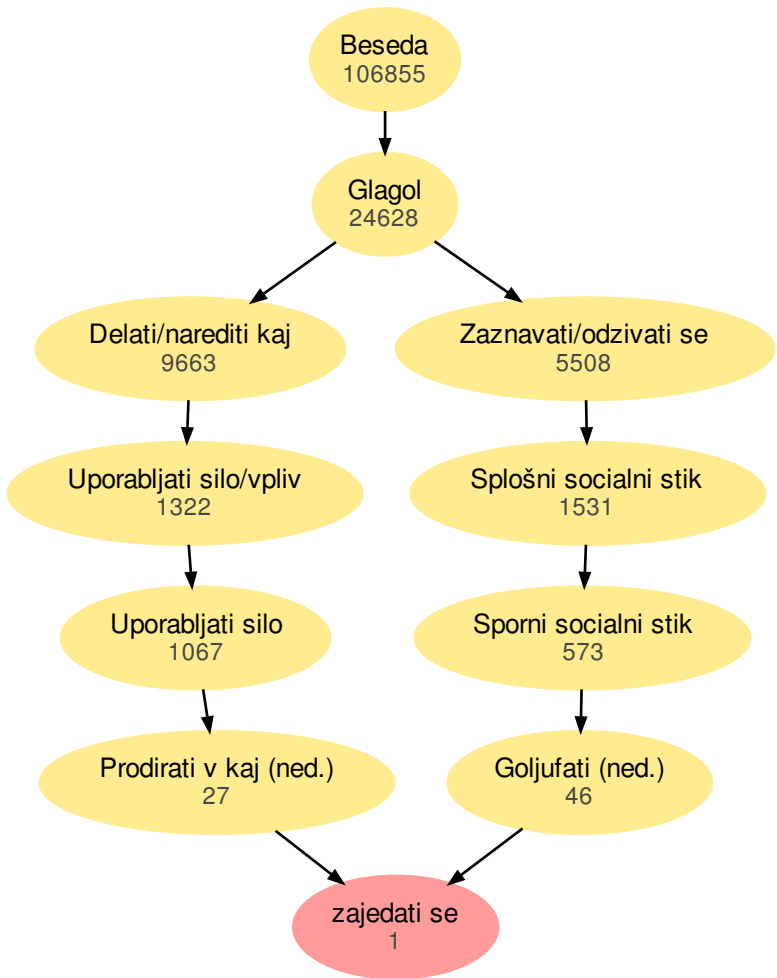 Beseda
106855
Glagol
24628
Delati/narediti kaj
9663
Zaznavati/odzivati se
5508
Uporabljati silo/vpliv
1322
Splošni socialni stik
1531
Uporabljati silo
1067
Sporni socialni stik
573
Prodirati v kaj (ned.)
27
Goljufati (ned.)
46
zajedati se
1